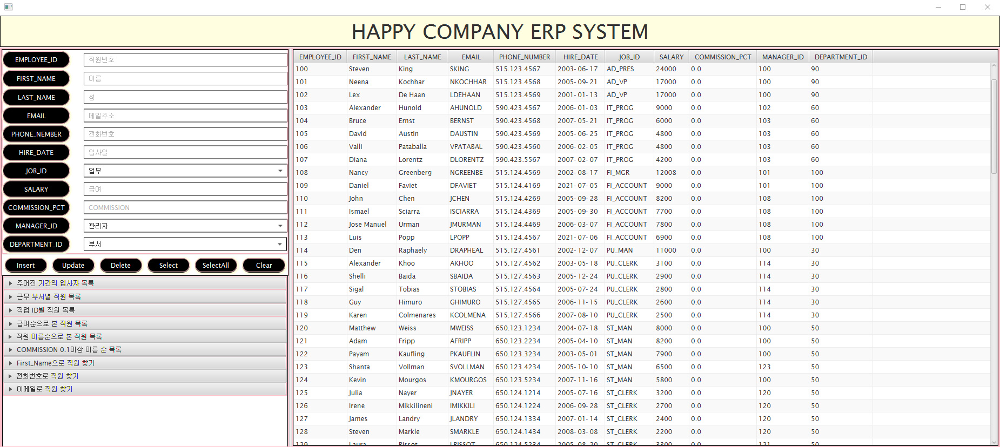 HAPPY COMPANY ERP SYSTEM
EMPLOYEE_ID 직원번호
FIRST_NAME 이름
LAST_NAME 성
EMAIL 메일주소
PHONE_NEMBER 전화번호
HIRE_DATE 입사일
JOB_ID 업무
SALARY 급여
COMMISSION_PCT COMMISSION
MANAGER_ID 관리자
DEPARTMENT_ID 부서
Insert Update Delete Select SelectAll Clear
주어진 기간의 입사자 목록
근무 부서별 직원 목록
직업 ID별 직원 목록
급여순으로 본 직원 목록
직원 이름순으로 본 직원 목록
COMMISSION 0.1이상 이름 순 목록
First_Name으로 직원 찾기
전화번호로 직원 찾기
이메일로 직원 찾기
EMPLOYEE_ID FIRST_NAME LAST_NAME EMAIL PHONE_NUMBER HIRE_DATE JOB_ID SALARY COMMISSION_PCT MANAGER_ID DEPARTMENT_ID
100 Steven King SKING 515.123.4567 2003-06-17 AD_PRES 24000 0.0 100 90
101 Neena Kochhar NKOCHHAR 515.123.4568 2005-09-21 AD_VP 17000 0.0 100 90
102 Lex De Haan LDEHAAN 515.123.4569 2001-01-13 AD_VP 17000 0.0 100 90
103 Alexander Hunold AHUNOLD 590.423.4567 2006-01-03 IT_PROG 9000 0.0 102 60
104 Bruce Ernst BERNST 590.423.4568 2007-05-21 IT_PROG 6000 0.0 103 60
105 David Austin DAUSTIN 590.423.4569 2005-06-25 IT_PROG 4800 0.0 103 60
106 Valli Pataballa VPATABAL 590.423.4560 2006-02-05 IT_PROG 4800 0.0 103 60
107 Diana Lorentz DLORENTZ 590.423.5567 2007-02-07 IT_PROG 4200 0.0 103 60
108 Nancy Greenberg NGREENBE 515.124.4569 2002-08-17 FI_MGR 12008 0.0 101 100
109 Daniel Faviet DFAVIET 515.124.4169 2021-07-05 FI_ACCOUNT 9000 0.0 101 100
110 John Chen JCHEN 515.124.4269 2005-09-28 FI_ACCOUNT 8200 0.0 108 100
111 Ismael Sciarra ISCIARRA 515.124.4369 2005-09-30 FI_ACCOUNT 7700 0.0 108 100
112 Jose Manuel Urman JMURMAN 515.124.4469 2006-03-07 FI_ACCOUNT 7800 0.0 108 100
113 Luis Popp LPOPP 515.124.4567 2021-07-06 FI_ACCOUNT 6900 0.0 108 100
114 Den Raphaely DRAPHEAL 515.127.4561 2002-12-07 PU_MAN 11000 0.0 100 30
115 Alexander Khoo AKHOO 515.127.4562 2003-05-18 PU_CLERK 3100 0.0 114 30
116 Shelli Baida SBAIDA 515.127.4563 2005-12-24 PU_CLERK 2900 0.0 114 30
117 Sigal Tobias STOBIAS 515.127.4564 2005-07-24 PU_CLERK 2800 0.0 114 30
118 Guy Himuro GHIMURO 515.127.4565 2006-11-15 PU_CLERK 2600 0.0 114 30
119 Karen Colmenares KCOLMENA 515.127.4566 2007-08-10 PU_CLERK 2500 0.0 114 30
120 Matthew Weiss MWEISS 650.123.1234 2004-07-18 ST_MAN 8000 0.0 100 50
121 Adam Fripp AFRIPP 650.123.2234 2005-04-10 ST_MAN 8200 0.0 100 50
122 Payam Kaufling PKAUFLIN 650.123.3234 2003-05-01 ST_MAN 7900 0.0 100 50
123 Shanta Vollman SVOLLMAN 650.123.4234 2005-10-10 ST_MAN 6500 0.0 123 50
124 Kevin Mourgos KMOURGOS 650.123.5234 2007-11-16 ST_MAN 5800 0.0 100 50
125 Julia Nayer JNAYER 650.124.1214 2005-07-16 ST_CLERK 3200 0.0 120 50
126 Irene Mikkilineni IMIKKILI 650.124.1224 2006-09-28 ST_CLERK 2700 0.0 120 50
127 James Landry JLANDRY 650.124.1334 2007-01-14 ST_CLERK 2400 0.0 120 50
128 Steven Markle SMARKLE 650.124.1434 2008-03-08 ST_CLERK 2200 0.0 120 50
129 Laura Bissot LBISSOT 650.124.5234 2005-08-20 ST_CLERK 3300 0.0 121 50